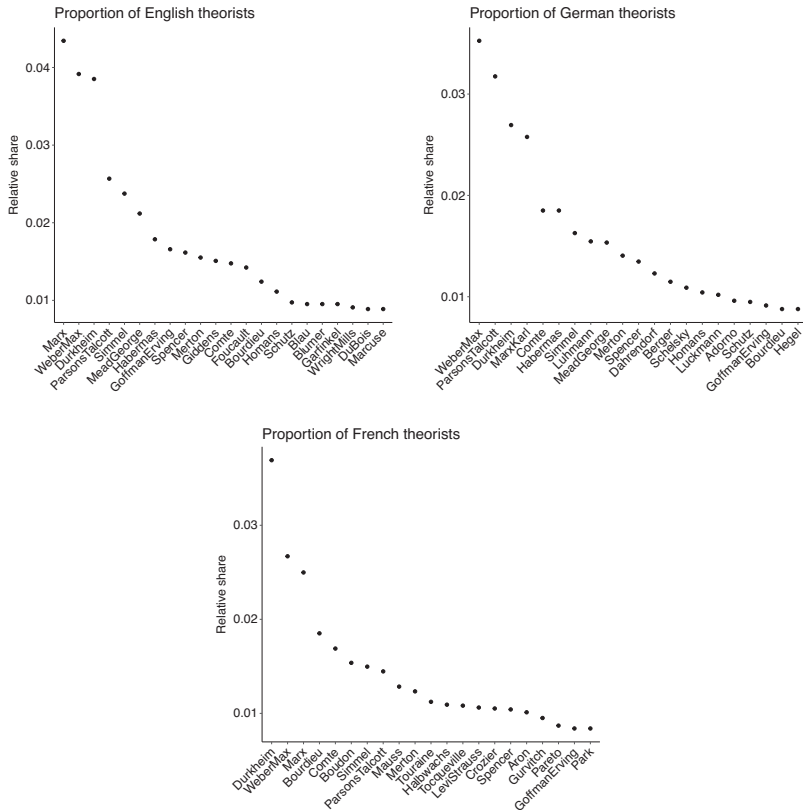 Proportion of English theorists
Relative share
0.04
0.03
0.02
0.01
Marx
WeberMax
Durkheim
ParsonsTalcott
Simmel
MeadGeorge
Habermas
GoffmanErving
Spencer
Merton
Giddens
Comte
Foucault
Bourdieu
Homans
Schutz
Blau
Blumer
Garfinkel
WrightMills
DuBois
Marcuse
Proportion of German theorists
Relative share
0.03
0.02
0.01
WeberMax
ParsonsTalcott
Durkheim
MarxKarl
Comte
Habermas
Simmel
Luhmann
MeadGeorge
Merton
Spencer
Dahrendorf
Berger
Schelsky
Homans
Luckmann
Adorno
Schütz
GoffmanErving
Bourdieu
Hegel
Proportion of French theorists
Relative share
0.03
0.02
0.01
Durkheim
WeberMax
Marx
Bourdieu
Comte
Boudon
Simmel
ParsonsTalcott
Mauss
Merton
Touraine
Halbwachs
Tocqueville
LeviStrauss
Crozier
Spencer
Aron
Gurvitch
Pareto
GoffmanErving
Park